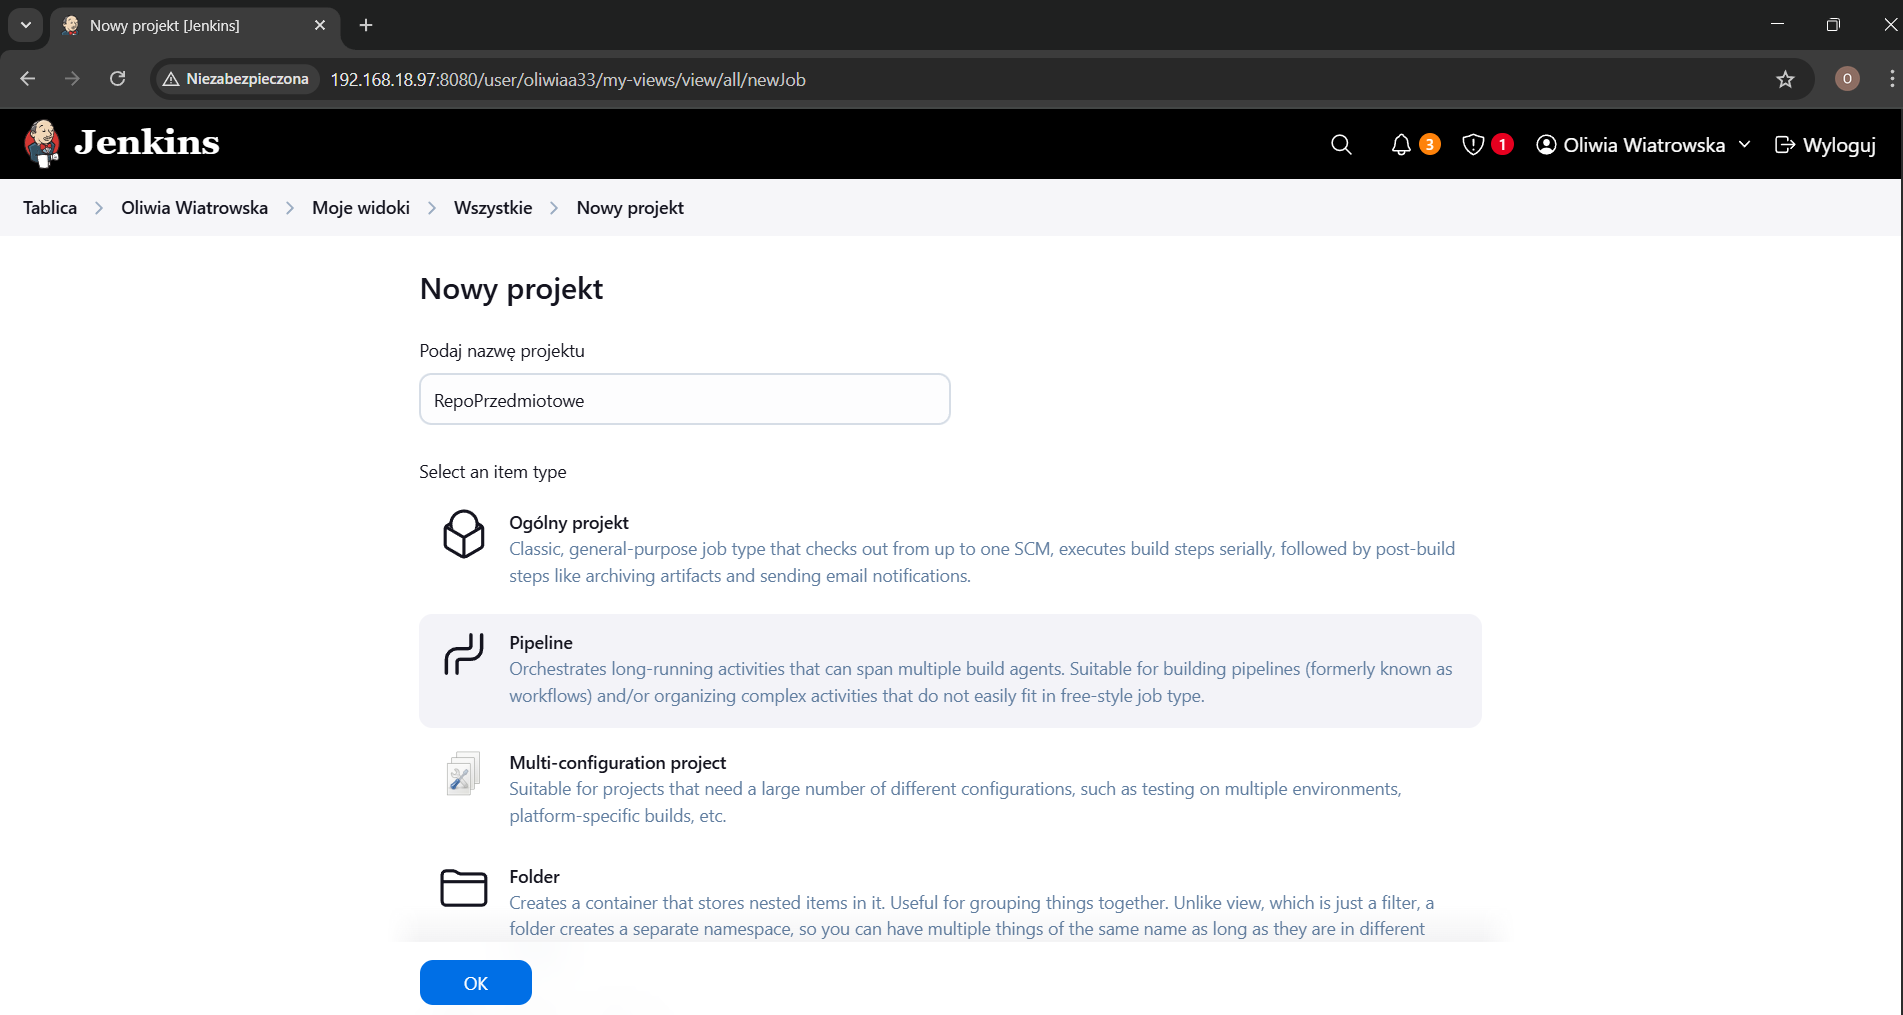 Nowy projekt [Jenkins]
Niezabezpieczona 192.168.18.97:8080/user/oliwiaa33/my-views/view/all/newJob O
Jenkins 3 1 Oliwia Wiatrowska Wyloguj
Tablica Oliwia Wiatrowska Moje widoki Wszystkie Nowy projekt
Nowy projekt
Podaj nazwę projektu
RepoPrzedmiotowe
Select an item type
Ogólny projekt
Classic, general-purpose job type that checks out from up to one SCM, executes build steps serially, followed by post-build
steps like archiving artifacts and sending email notifications.
Pipeline
Orchestrates long-running activities that can span multiple build agents. Suitable for building pipelines (formerly known as
workflows) and/or organizing complex activities that do not easily fit in free-style job type.
Multi-configuration project
Suitable for projects that need a large number of different configurations, such as testing on multiple environments,
platform-specific builds, etc.
Folder
Creates a container that stores nested items in it. Useful for grouping things together. Unlike view, which is just a filter, a
folder creates a separate namespace, so you can have multiple things of the same name as long as they are in different
OK